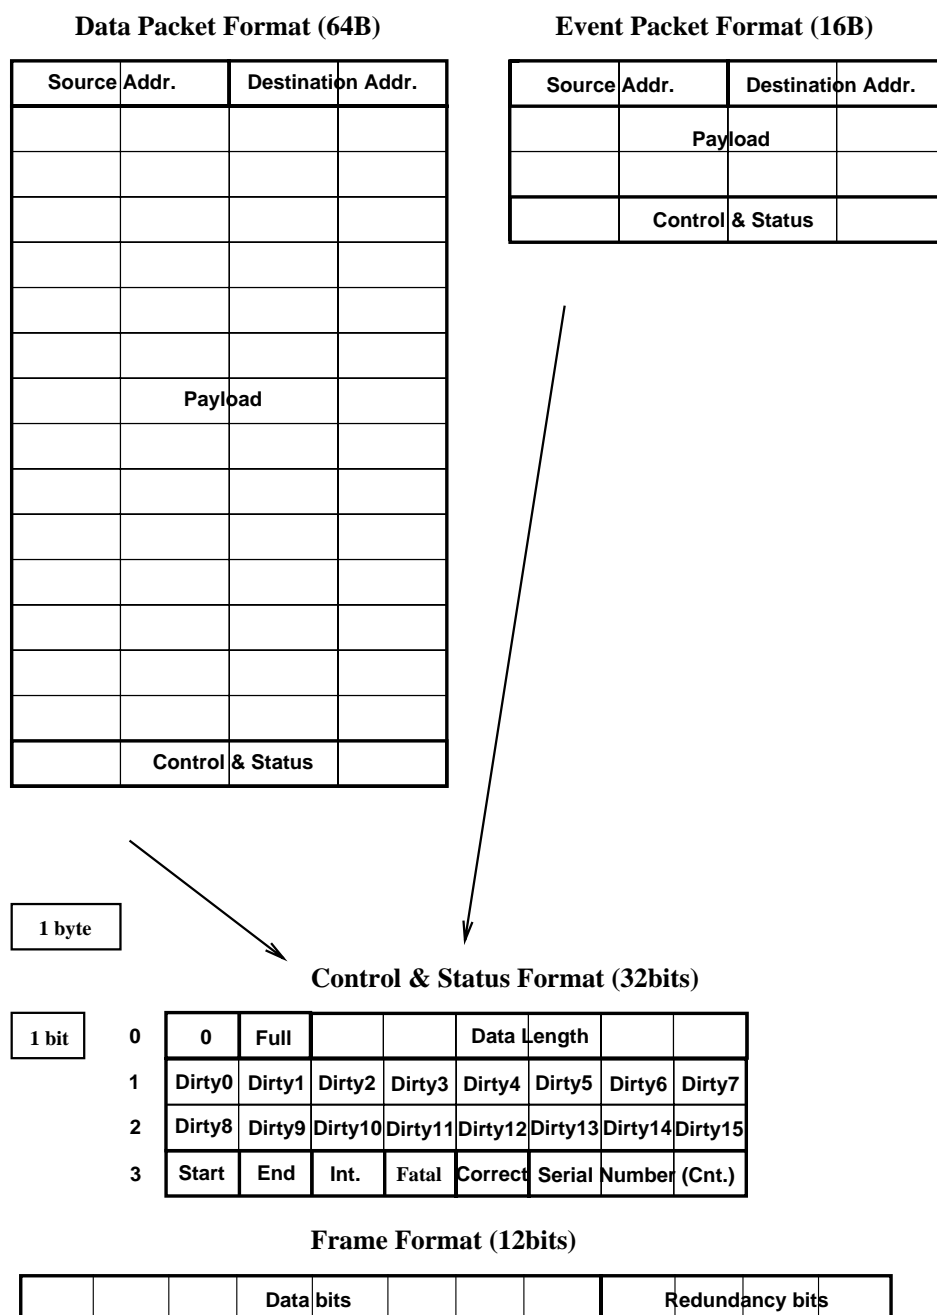 Data Packet Format (64B)
Event Packet Format (16B)
Source Addr. Destination Addr.
Source Addr. Destination Addr.
Payload
Control & Status
Payload
Control & Status
1 byte
Control & Status Format (32bits)
1 bit
0 0 Full Data Length
1 Dirty0 Dirty1 Dirty2 Dirty3 Dirty4 Dirty5 Dirty6 Dirty7
2 Dirty8 Dirty9 Dirty10 Dirty11 Dirty12 Dirty13 Dirty14 Dirty15
3 Start End Int. Fatal Correct Serial Number (Cnt.)
Frame Format (12bits)
Data bits Redundancy bits